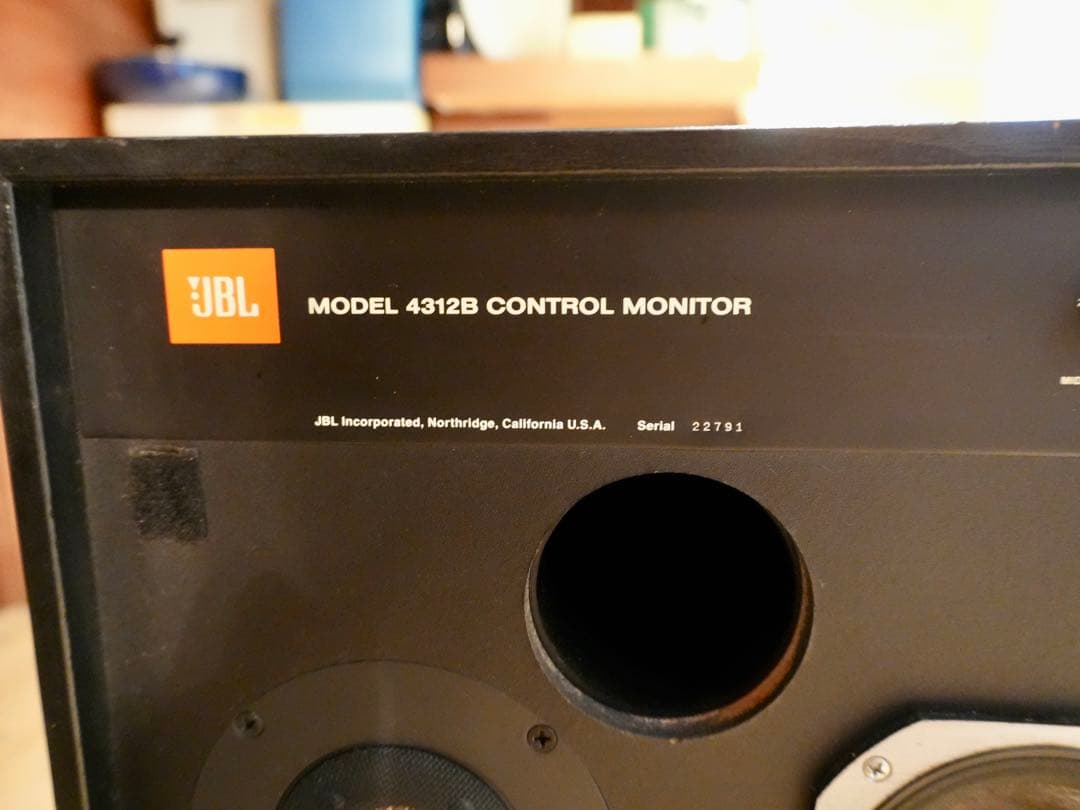 JBL
MODEL 4312B CONTROL MONITOR
JBL Incorporated, Northridge, California U.S.A. Serial 22791